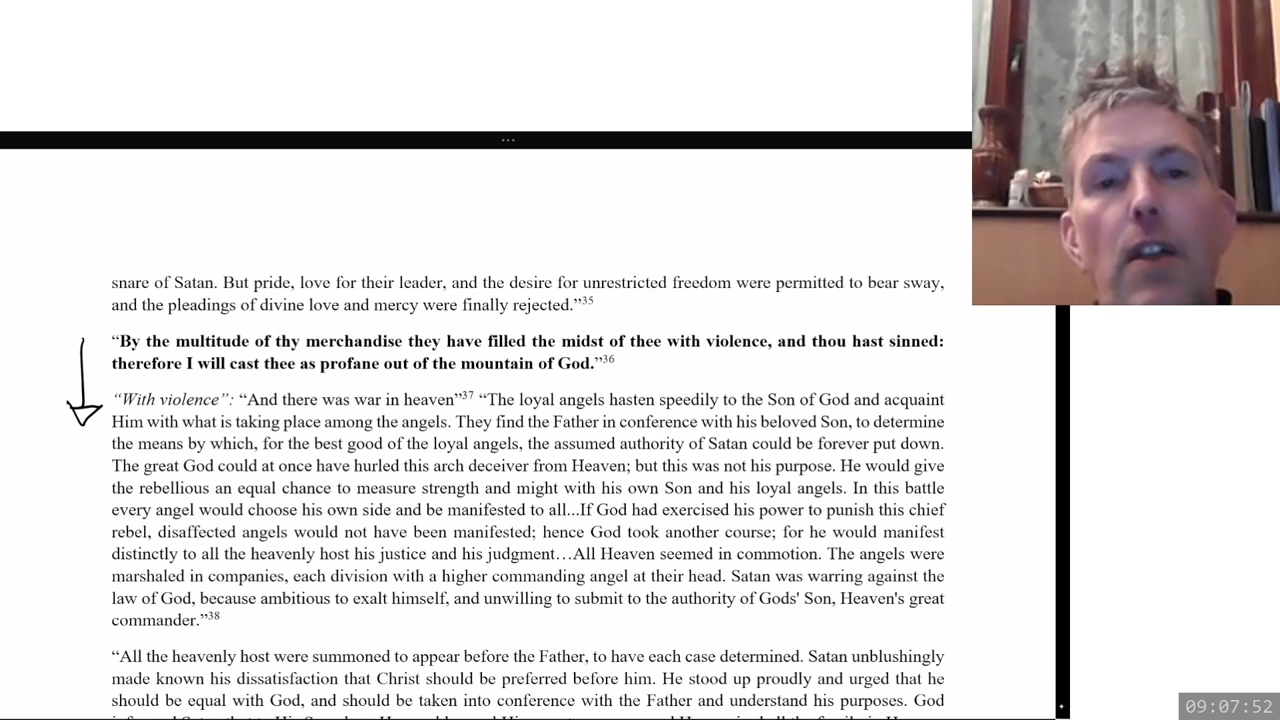 snare of Satan. But pride, love for their leader, and the desire for unrestricted freedom were permitted to bear sway,
and the pleadings of divine love and mercy were finally rejected.”35
“By the multitude of thy merchandise they have filled the midst of thee with violence, and thou hast sinned:
therefore I will cast thee as profane out of the mountain of God.”36
“With violence”: “And there was war in heaven”37 “The loyal angels hasten speedily to the Son of God and acquaint
Him with what is taking place among the angels. They find the Father in conference with his beloved Son, to determine
the means by which, for the best good of the loyal angels, the assumed authority of Satan could be forever put down.
The great God could at once have hurled this arch deceiver from Heaven; but this was not his purpose. He would give
the rebellious an equal chance to measure strength and might with his own Son and his loyal angels. In this battle
every angel would choose his own side and be manifested to all...If God had exercised his power to punish this chief
rebel, disaffected angels would not have been manifested; hence God took another course; for he would manifest
distinctly to all the heavenly host his justice and his judgment…All Heaven seemed in commotion. The angels were
marshaled in companies, each division with a higher commanding angel at their head. Satan was warring against the
law of God, because ambitious to exalt himself, and unwilling to submit to the authority of Gods' Son, Heaven's great
commander.”38
“All the heavenly host were summoned to appear before the Father, to have each case determined. Satan unblushingly
made known his dissatisfaction that Christ should be preferred before him. He stood up proudly and urged that he
should be equal with God, and should be taken into conference with the Father and understand his purposes. God
09:07:52